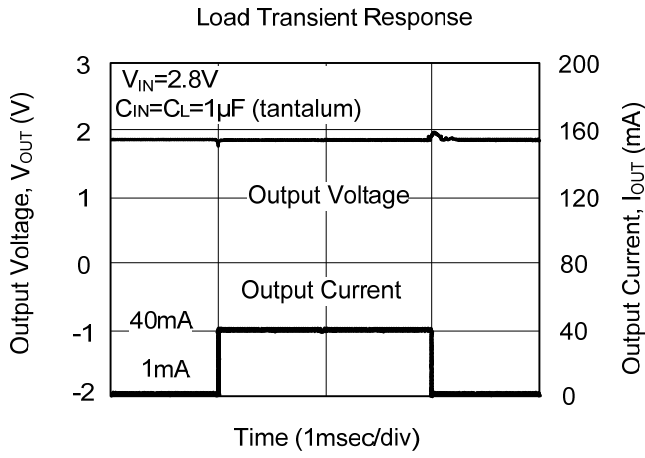 Load Transient Response
Output Voltage, VOUT (V)
3
2
1
0
-1
-2
VIN=2.8V
CIN=CL=1µF (tantalum)
Output Voltage
Output Current
40mA
1mA
200
160
120
80
40
0
Output Current, IOUT (mA)
Time (1msec/div)